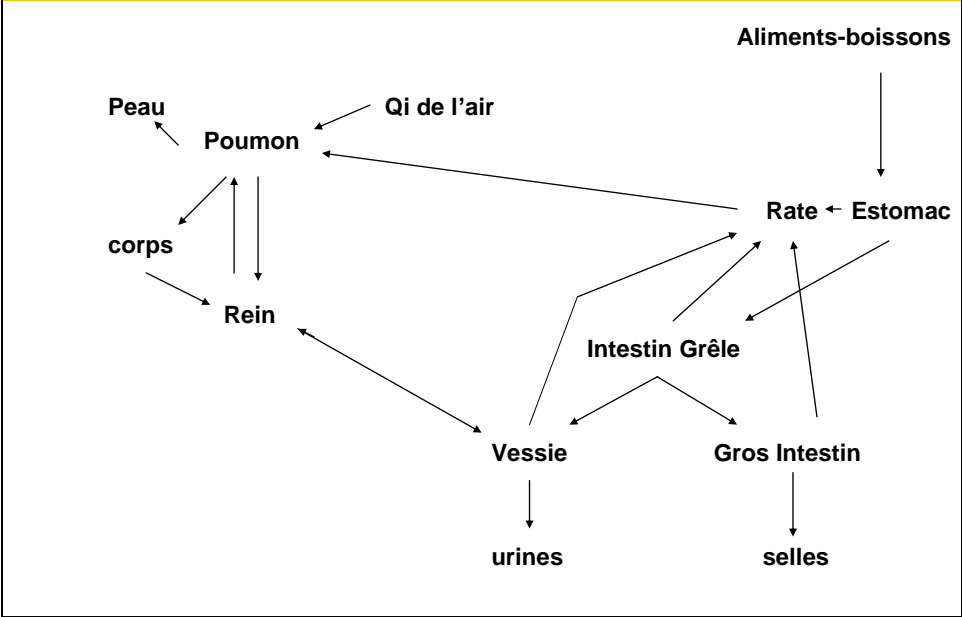 Aliments-boissons
Peau
Qi de l'air
Poumon
Rate
Estomac
corps
Rein
Intestin Grêle
Vessie
Gros Intestin
urines
selles